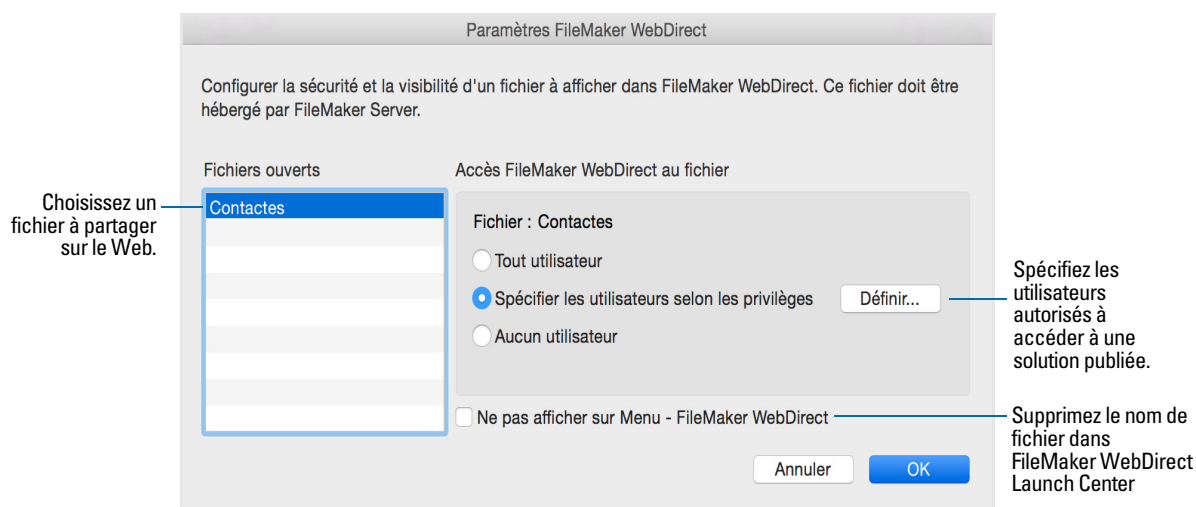 Paramètres FileMaker WebDirect
Configurer la sécurité et la visibilité d'un fichier à afficher dans FileMaker WebDirect. Ce fichier doit être
hébergé par FileMaker Server.
Fichiers ouverts
Accès FileMaker WebDirect au fichier
Choisissez un
fichier à partager
sur le Web.
Contactes
Fichier : Contactes
Tout utilisateur
Spécifier les utilisateurs selon les privilèges
Définir...
Aucun utilisateur
Spécifiez les
utilisateurs
autorisés à
accéder à une
solution publiée.
Ne pas afficher sur Menu - FileMaker WebDirect
Supprimez le nom de
fichier dans
FileMaker WebDirect
Launch Center
Annuler
OK